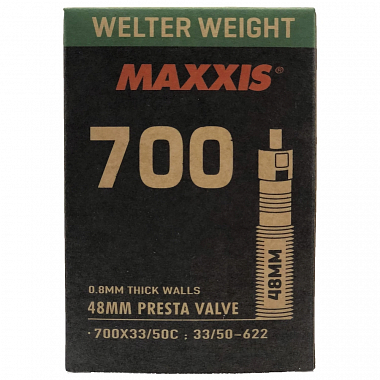 WELTER WEIGHT
MAXXIS®
700
48MM
0.8MM THICK WALLS
48MM PRESTA VALVE
· 700X33/50C : 33/50-622